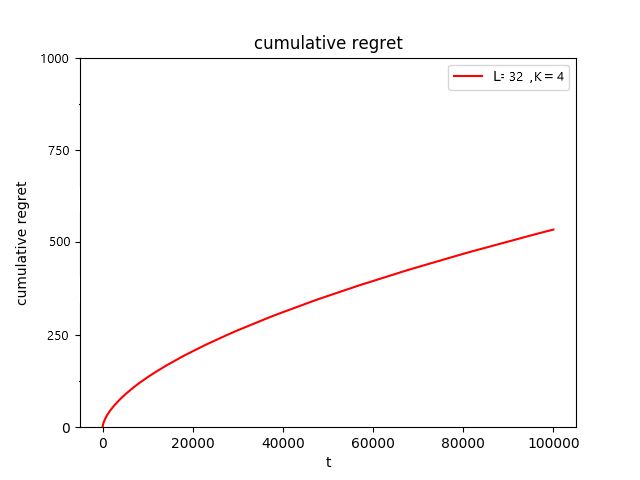 cumulative regret
L= 32 ,K = 4
1000
750
500
250
0
cumulative regret
0 20000 40000 60000 80000 100000
t